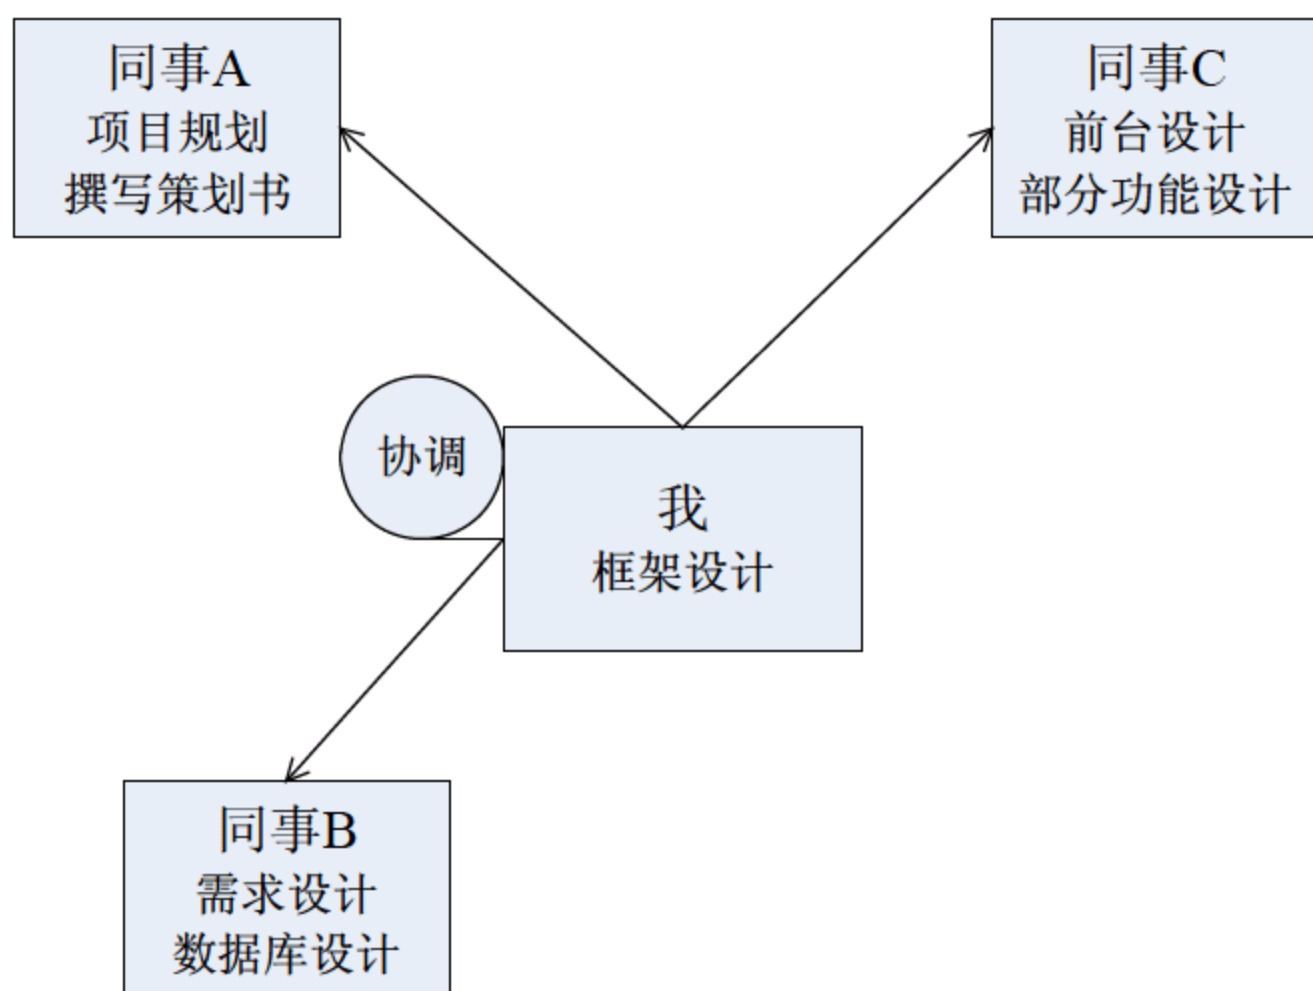 同事A
项目规划
撰写策划书
同事C
前台设计
部分功能设计
协调
我
框架设计
同事B
需求设计
数据库设计